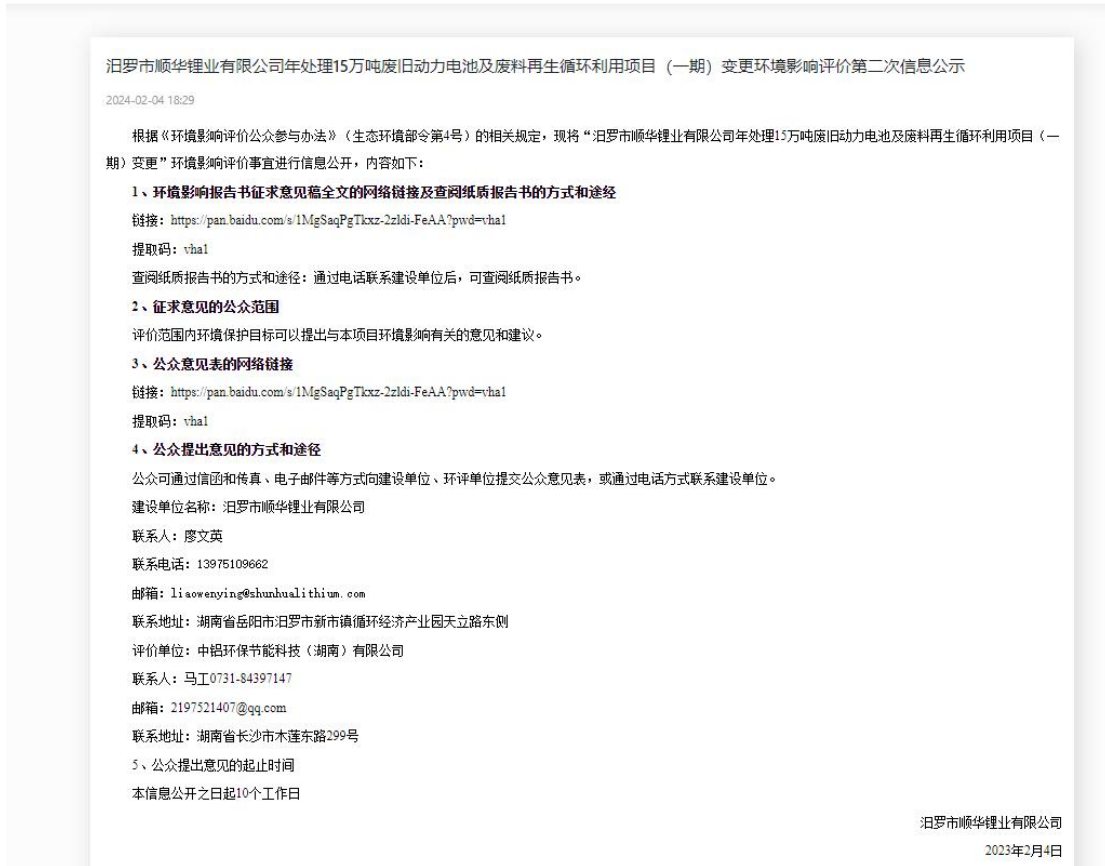 汨罗市顺华锂业有限公司年处理15万吨废旧动力电池及废料再生循环利用项目（一期）变更环境影响评价第二次信息公示
2024-02-04 18:29
根据《环境影响评价公众参与办法》（生态环境部令第4号）的相关规定，现将“汨罗市顺华锂业有限公司年处理15万吨废旧动力电池及废料再生循环利用项目（一
期）变更”环境影响评价事宜进行信息公开，内容如下：
1、环境影响报告书征求意见稿全文的网络链接及查阅纸质报告书的方式和途经
链接：https://pan.baidu.com/s/1MgSaqPgTkxz-2zldi-FeAA?pwd=vha1
提取码：vha1
查阅纸质报告书的方式和途径：通过电话联系建设单位后，可查阅纸质报告书。
2、征求意见的公众范围
评价范围内环境保护目标可以提出与本项目环境影响有关的意见和建议。
3、公众意见表的网络链接
链接：https://pan.baidu.com/s/1MgSaqPgTkxz-2zldi-FeAA?pwd=vha1
提取码：vha1
4、公众提出意见的方式和途径
公众可通过信函和传真、电子邮件等方式向建设单位、环评单位提交公众意见表，或通过电话方式联系建设单位。
建设单位名称：汨罗市顺华锂业有限公司
联系人：廖文英
联系电话：13975109662
邮箱：liaowenying@shunhualithium.com
联系地址：湖南省岳阳市汨罗市新市镇循环经济产业园天立路东侧
评价单位：中铝环保节能科技（湖南）有限公司
联系人：马工0731-84397147
邮箱：2197521407@qq.com
联系地址：湖南省长沙市木莲东路299号
5、公众提出意见的起止时间
本信息公开之日起10个工作日
汨罗市顺华锂业有限公司
2023年2月4日